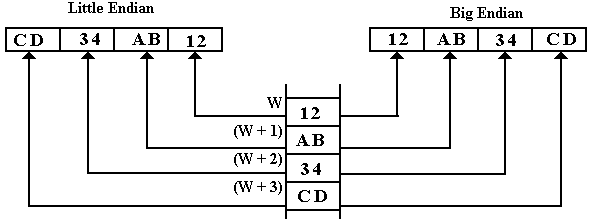 Little Endian
Big Endian
CD 34 AB 12
12 AB 34 CD
W
12
(W + 1)
AB
(W + 2)
34
(W + 3)
CD